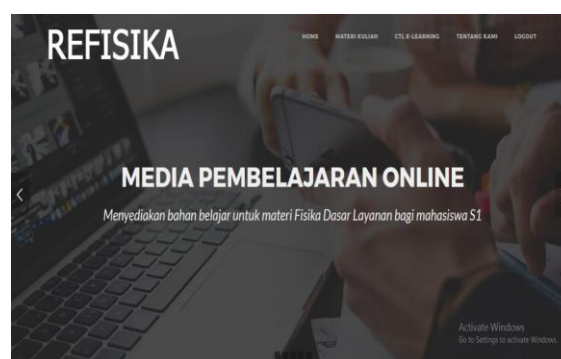 REFISIKA
HOME MATERI KULIAH CTL E-LEARNING TENTANG KAMI LOGOUT
MEDIA PEMBELAJARAN ONLINE
Menyediakan bahan belajar untuk materi Fisika Dasar Layanan bagi mahasiswa S1
Activate Windows
Go to Settings to activate Windows.